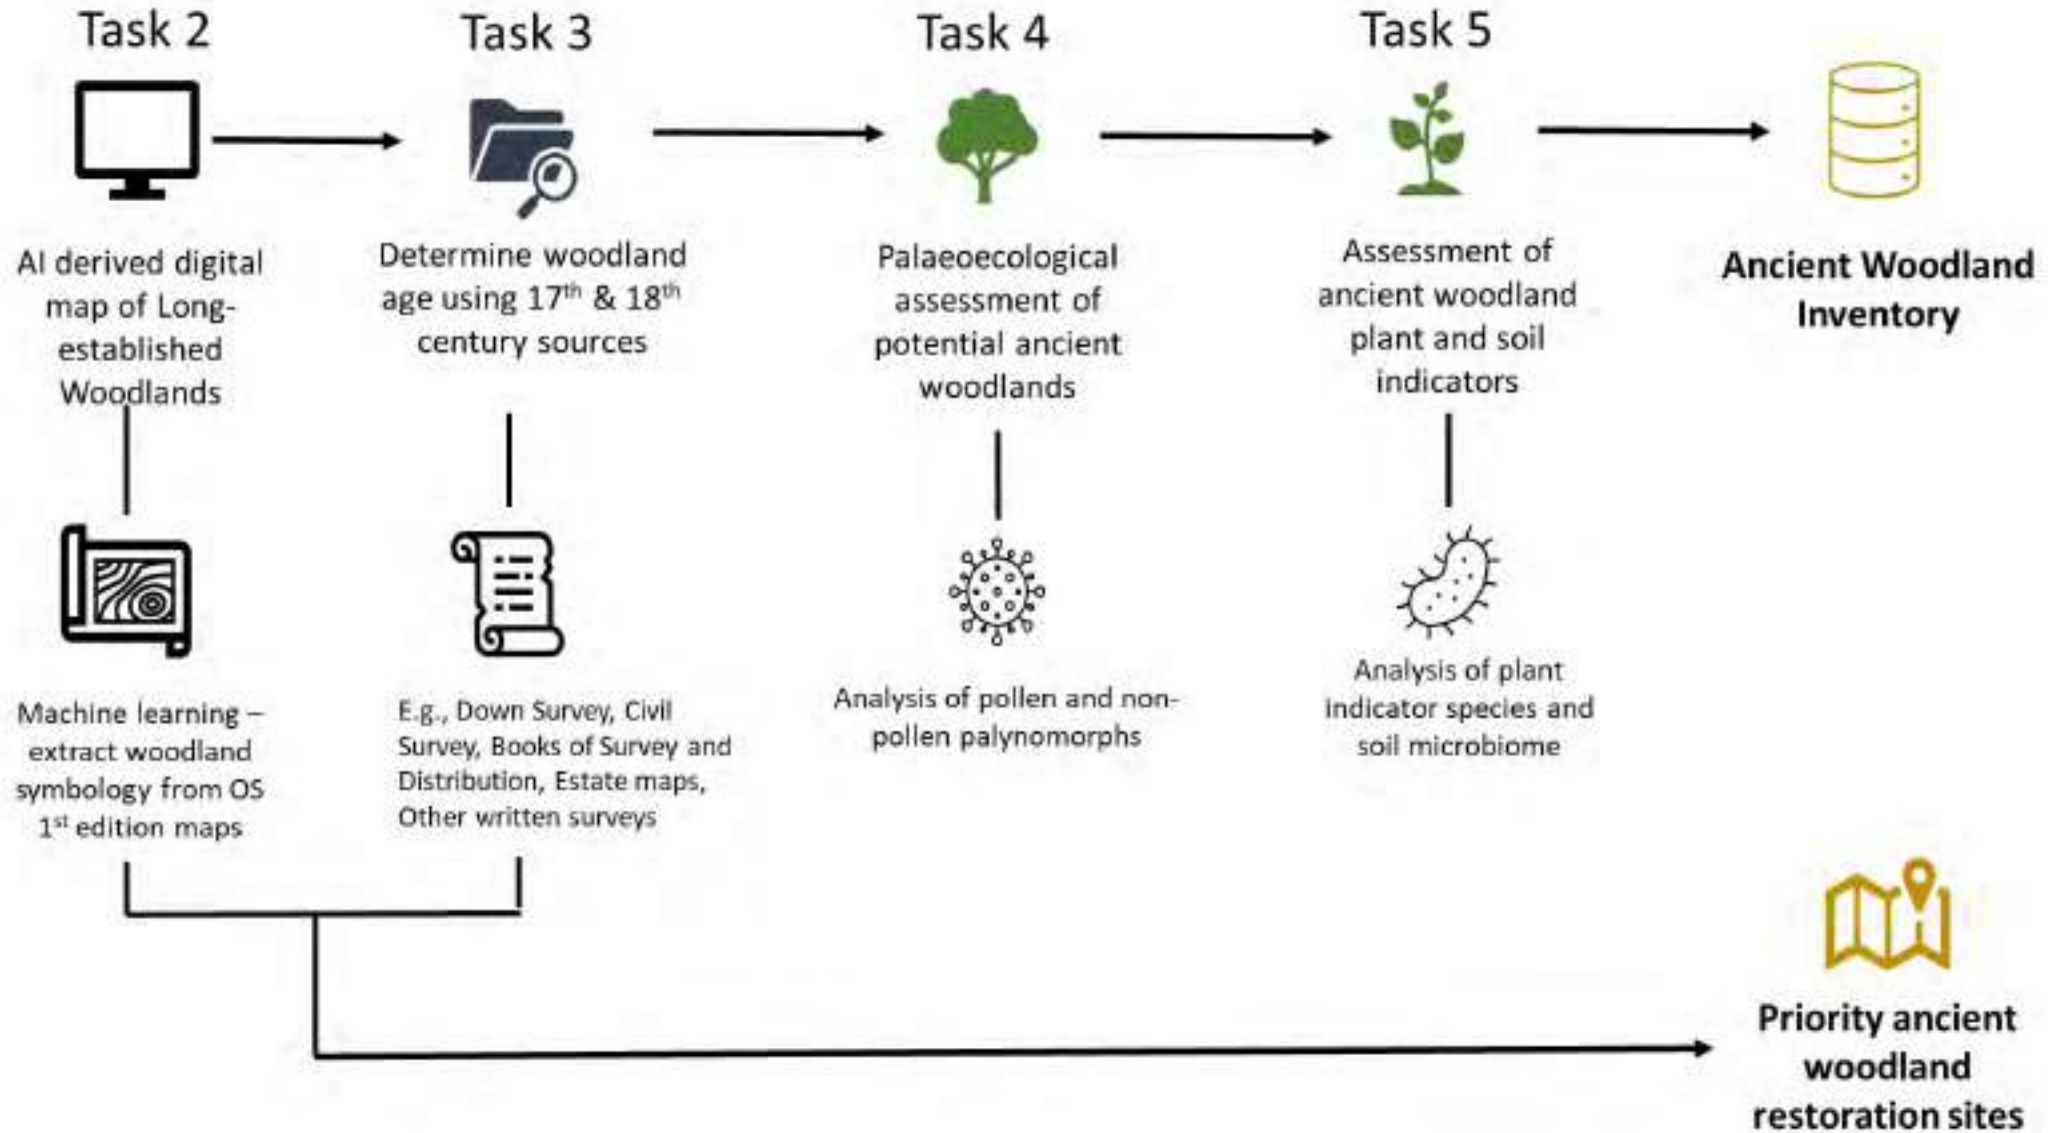 Task 2
AI derived digital
map of Long-
established
Woodlands
Machine learning –
extract woodland
symbology from OS
1st edition maps
Task 3
Determine woodland
age using 17th & 18th
century sources
E.g., Down Survey, Civil
Survey, Books of Survey and
Distribution, Estate maps,
Other written surveys
Task 4
Palaeoecological
assessment of
potential ancient
woodlands
Analysis of pollen and non-
pollen palynomorphs
Task 5
Assessment of
ancient woodland
plant and soil
indicators
Analysis of plant
indicator species and
soil microbiome
Ancient Woodland
Inventory
Priority ancient
woodland
restoration sites